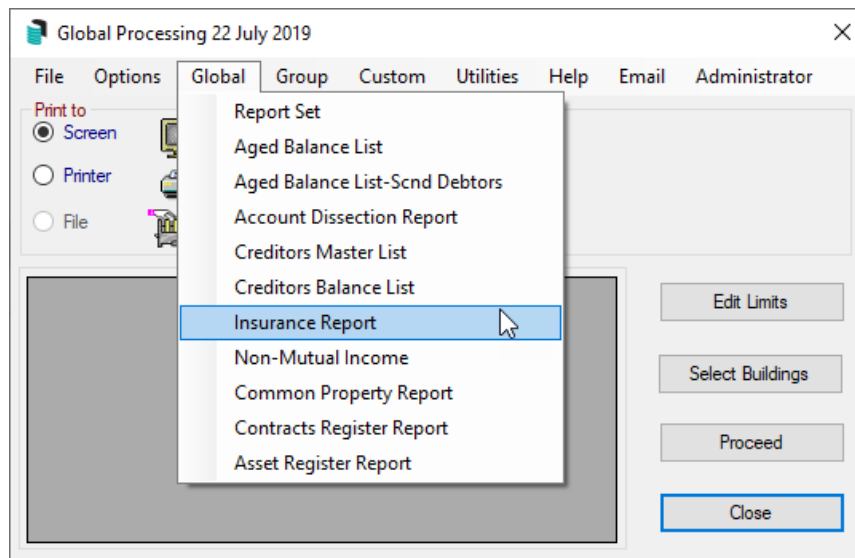 Global Processing 22 July 2019
File Options Global Group Custom Utilities Help Email Administrator
Print to
Screen
Printer
File
Report Set
Aged Balance List
Aged Balance List-Scnd Debtors
Account Dissection Report
Creditors Master List
Creditors Balance List
Insurance Report
Non-Mutual Income
Common Property Report
Contracts Register Report
Asset Register Report
Edit Limits
Select Buildings
Proceed
Close